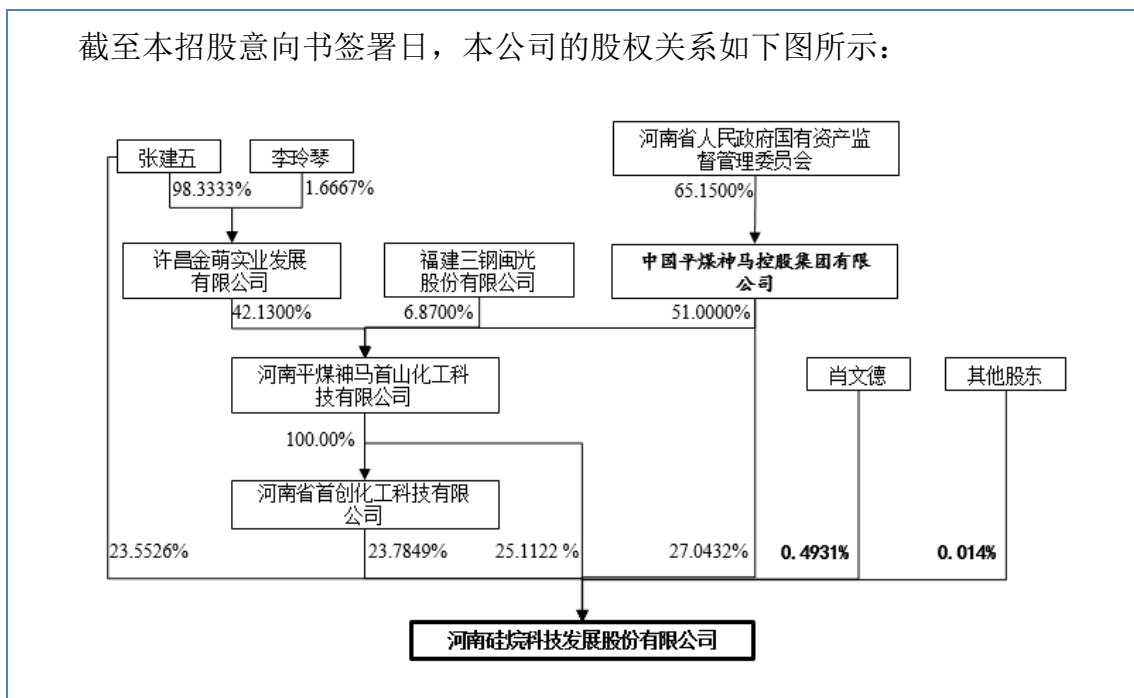 截至本招股意向书签署日，本公司的股权关系如下图所示：
张建五
李玲琴
河南省人民政府国有资产监
督管理委员会
98.3333%
1.6667%
65.1500%
许昌金萌实业发展
有限公司
福建三钢闽光
股份有限公司
中国平煤神马控股集团有限
公司
42.1300%
6.8700%
51.0000%
河南平煤神马首山化工科
技有限公司
肖文德
其他股东
100.00%
河南省首创化工科技有限
公司
23.5526%
23.7849%
25.1122 %
27.0432%
0.4931%
0.014%
河南硅烷科技发展股份有限公司